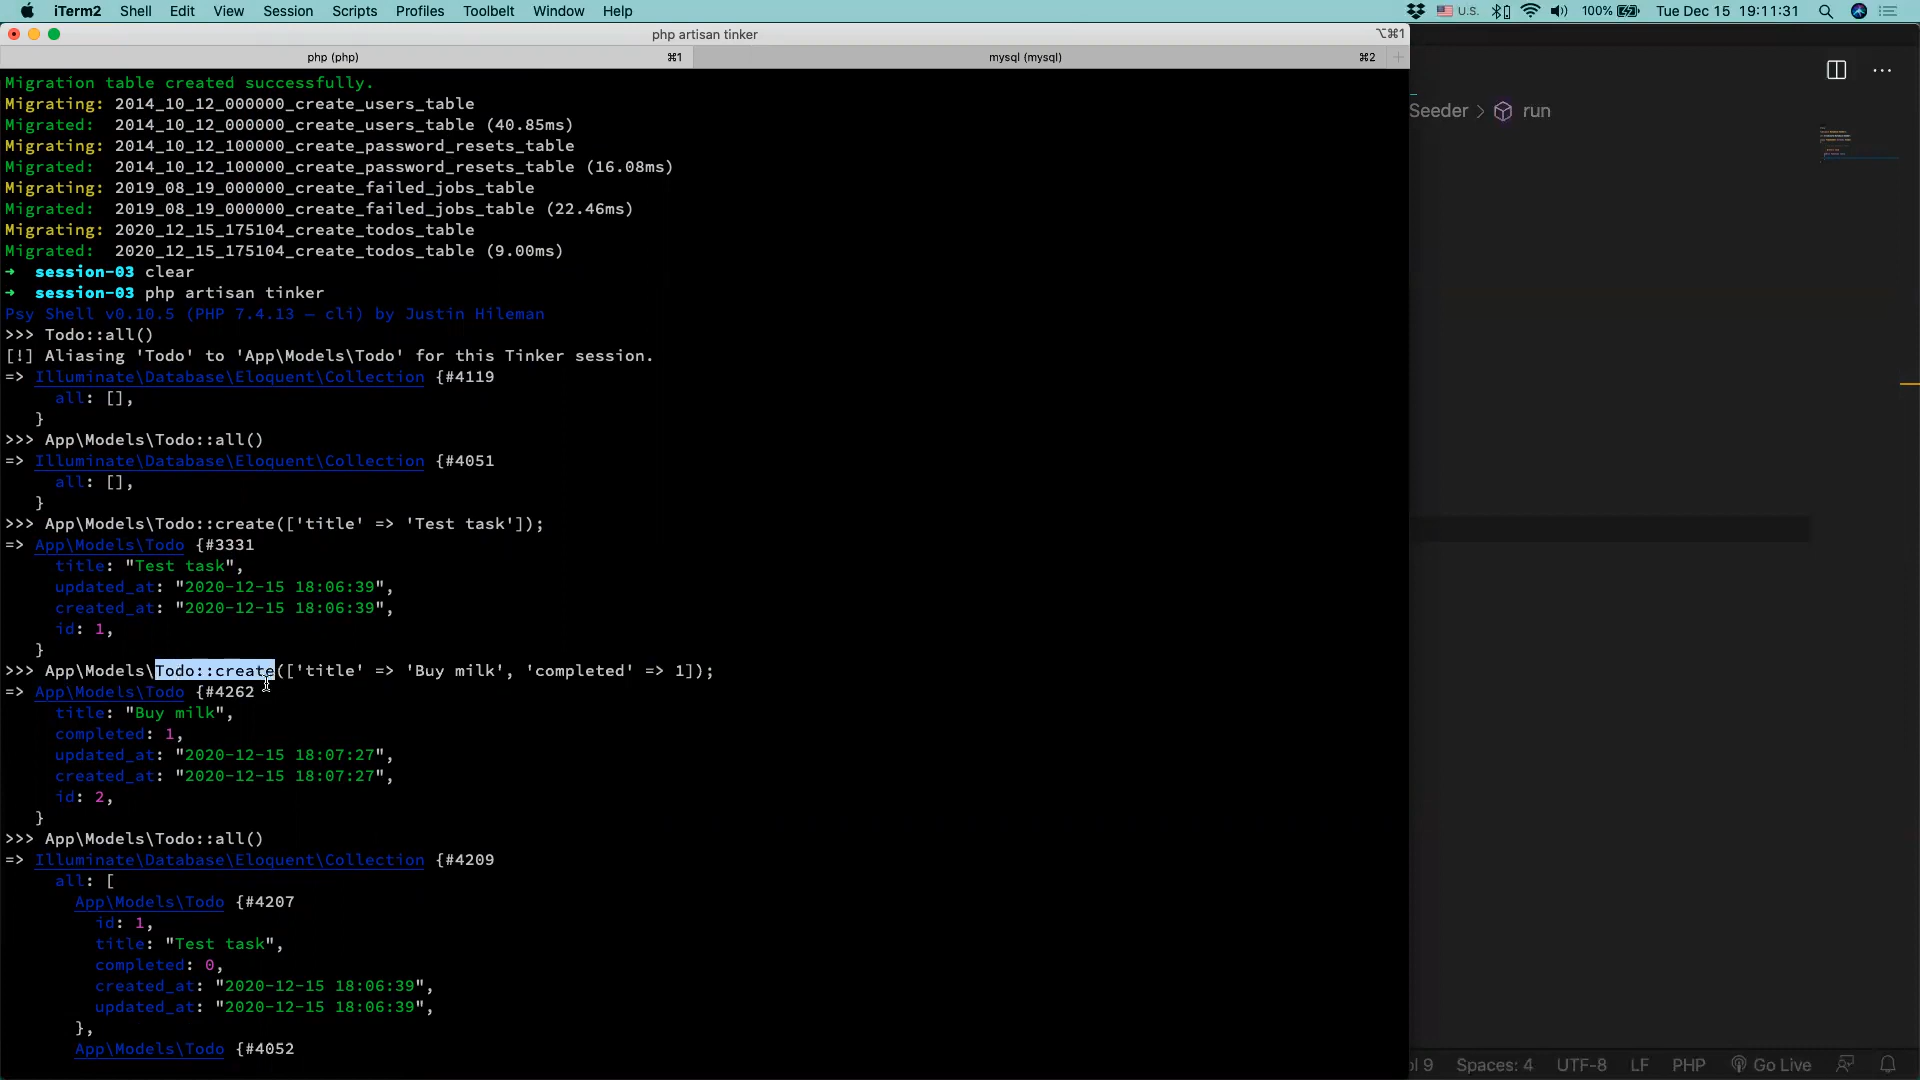 iTerm2 Shell Edit View Session Scripts Profiles Toolbelt Window Help U.S. 100% Tue Dec 15 19:11:31
php artisan tinker ⌥⌘1
php (php) ⌘1 mysql (mysql) ⌘2 +
Migration table created successfully.
Migrating: 2014_10_12_000000_create_users_table
Migrated:  2014_10_12_000000_create_users_table (40.85ms)
Migrating: 2014_10_12_100000_create_password_resets_table
Migrated:  2014_10_12_100000_create_password_resets_table (16.08ms)
Migrating: 2019_08_19_000000_create_failed_jobs_table
Migrated:  2019_08_19_000000_create_failed_jobs_table (22.46ms)
Migrating: 2020_12_15_175104_create_todos_table
Migrated:  2020_12_15_175104_create_todos_table (9.00ms)
➜  session-03 clear
➜  session-03 php artisan tinker
Psy Shell v0.10.5 (PHP 7.4.13 — cli) by Justin Hileman
>>> Todo::all()
[!] Aliasing 'Todo' to 'App\Models\Todo' for this Tinker session.
=> Illuminate\Database\Eloquent\Collection {#4119
     all: [],
   }
>>> App\Models\Todo::all()
=> Illuminate\Database\Eloquent\Collection {#4051
     all: [],
   }
>>> App\Models\Todo::create(['title' => 'Test task']);
=> App\Models\Todo {#3331
     title: "Test task",
     updated_at: "2020-12-15 18:06:39",
     created_at: "2020-12-15 18:06:39",
     id: 1,
   }
>>> App\Models\Todo::create(['title' => 'Buy milk', 'completed' => 1]);
=> App\Models\Todo {#4262
     title: "Buy milk",
     completed: 1,
     updated_at: "2020-12-15 18:07:27",
     created_at: "2020-12-15 18:07:27",
     id: 2,
   }
>>> App\Models\Todo::all()
=> Illuminate\Database\Eloquent\Collection {#4209
     all: [
       App\Models\Todo {#4207
         id: 1,
         title: "Test task",
         completed: 0,
         created_at: "2020-12-15 18:06:39",
         updated_at: "2020-12-15 18:06:39",
       },
       App\Models\Todo {#4052
Seeder > run
ol 9 Spaces: 4 UTF-8 LF PHP Go Live